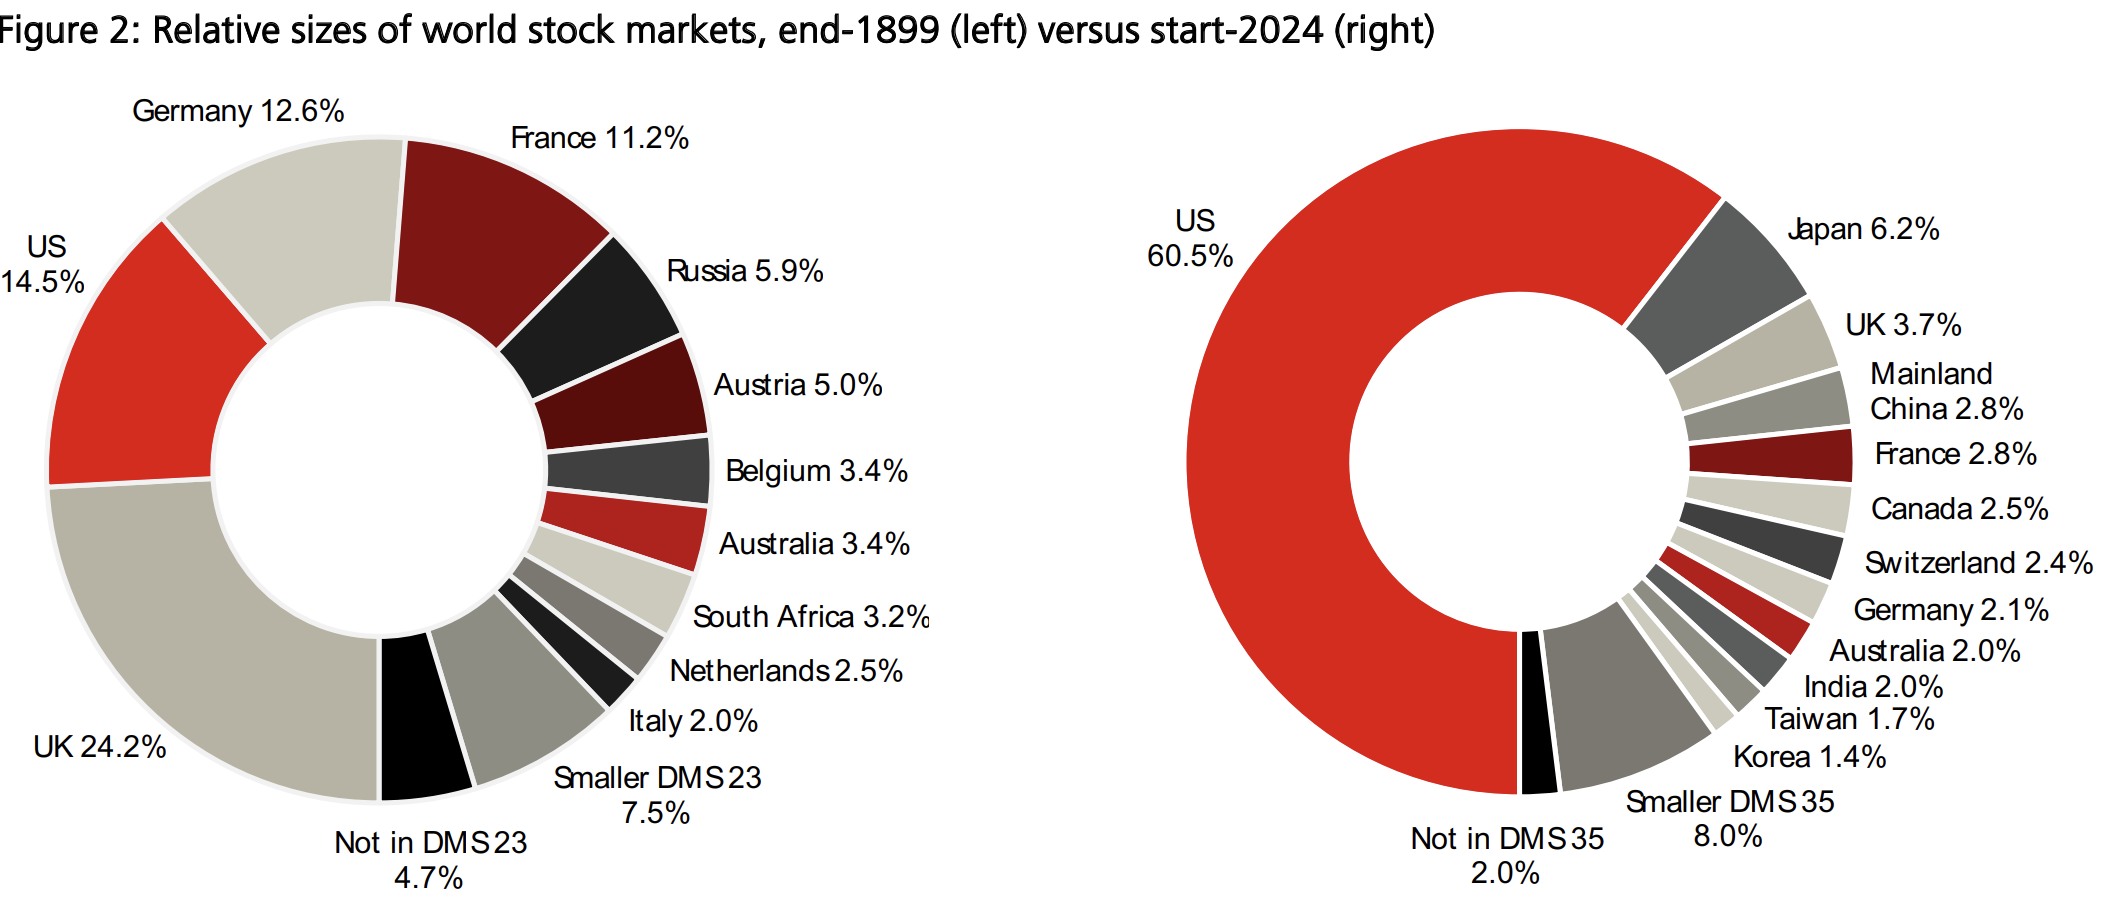 Figure 2: Relative sizes of world stock markets, end-1899 (left) versus start-2024 (right)
Germany 12.6%
France 11.2%
US
14.5%
Russia 5.9%
Austria 5.0%
Belgium 3.4%
Australia 3.4%
South Africa 3.2%
Netherlands 2.5%
Italy 2.0%
Smaller DMS 23
7.5%
Not in DMS 23
4.7%
UK 24.2%
US
60.5%
Japan 6.2%
UK 3.7%
Mainland
China 2.8%
France 2.8%
Canada 2.5%
Switzerland 2.4%
Germany 2.1%
Australia 2.0%
India 2.0%
Taiwan 1.7%
Korea 1.4%
Smaller DMS 35
8.0%
Not in DMS 35
2.0%